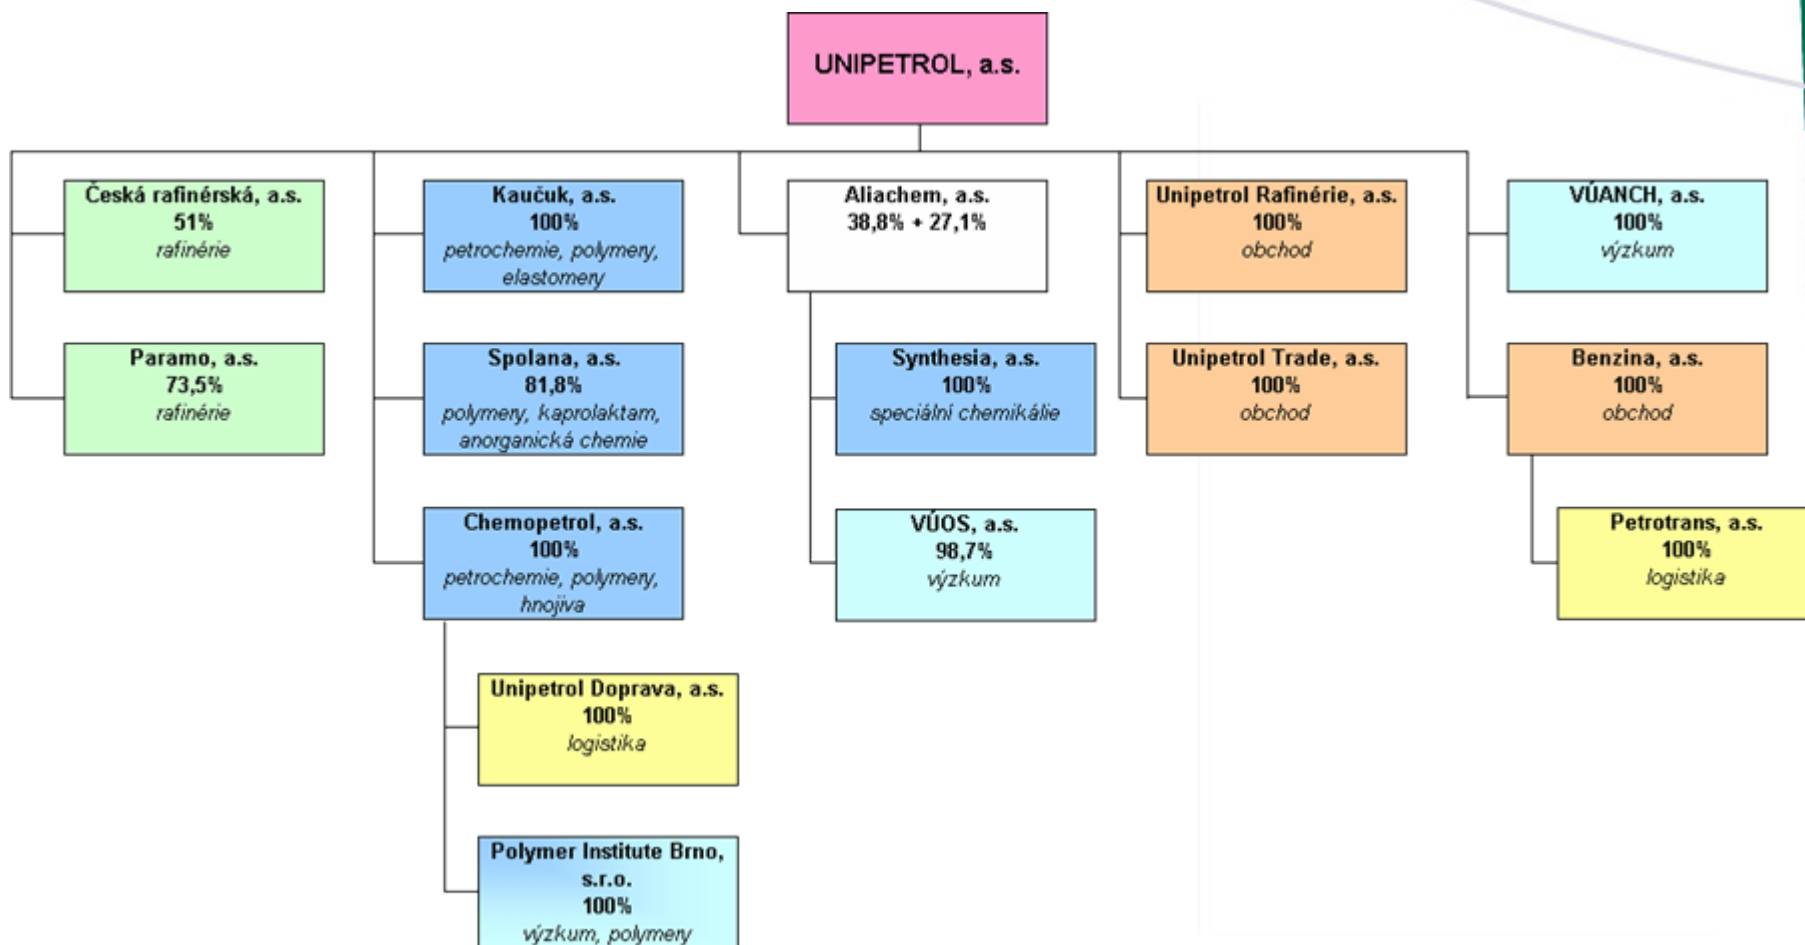 UNIPETROL, a.s.
Česká rafinérská, a.s.
51%
rafinérie
Kaučuk, a.s.
100%
petrochemie, polymery,
elastomery
Aliachem, a.s.
38,8% + 27,1%
Unipetrol Rafinérie, a.s.
100%
obchod
VÚANCH, a.s.
100%
výzkum
Paramo, a.s.
73,5%
rafinérie
Spolana, a.s.
81,8%
polymery, kaprolaktam,
anorganická chemie
Synthesia, a.s.
100%
speciální chemikálie
Unipetrol Trade, a.s.
100%
obchod
Benzina, a.s.
100%
obchod
Chemopetrol, a.s.
100%
petrochemie, polymery,
hnojiva
VÚOS, a.s.
98,7%
výzkum
Petrotrans, a.s.
100%
logistika
Unipetrol Doprava, a.s.
100%
logistika
Polymer Institute Brno,
s.r.o.
100%
výzkum, polymery